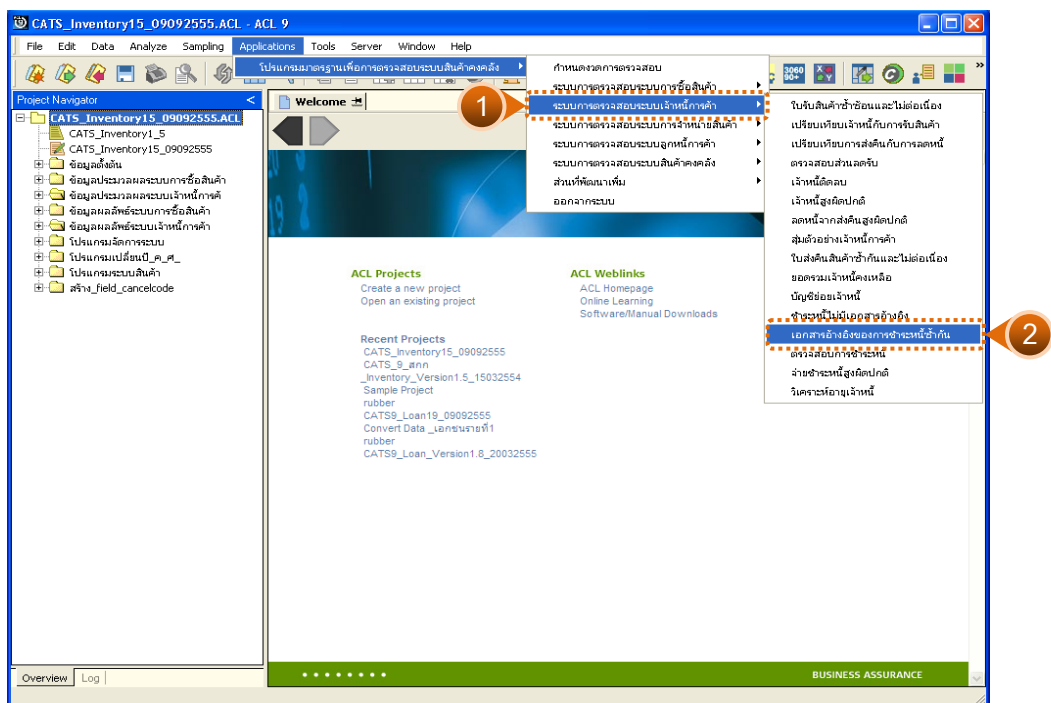 CATS_Inventory15_09092555.ACL - ACL 9
File Edit Data Analyze Sampling Applications Tools Server Window Help
โปรแกรมมาตรฐานเพื่อการตรวจสอบระบบสินค้าคงคลัง
กำหนดงวดการตรวจสอบ
ระบบการตรวจสอบระบบการซื้อสินค้า
ระบบการตรวจสอบระบบเจ้าหนี้การค้า
ระบบการตรวจสอบระบบการจำหน่ายสินค้า
ระบบการตรวจสอบระบบลูกหนี้การค้า
ระบบการตรวจสอบระบบสินค้าคงคลัง
ส่วนที่พัฒนาเพิ่ม
ออกจากระบบ
1
ใบรับสินค้าซ้ำซ้อนและไม่ต่อเนื่อง
เปรียบเทียบเจ้าหนี้กับการรับสินค้า
เปรียบเทียบการส่งคืนกับการลดหนี้
ตรวจสอบส่วนลดรับ
เจ้าหนี้ติดลบ
เจ้าหนี้สูงผิดปกติ
ลดหนี้จากส่งคืนสูงผิดปกติ
สุ่มตัวอย่างเจ้าหนี้การค้า
ใบส่งคืนสินค้าซ้ำกันและไม่ต่อเนื่อง
ยอดรวมเจ้าหนี้คงเหลือ
บัญชีย่อยเจ้าหนี้
ชำระหนี้ไม่มีเอกสารอ้างอิง
เอกสารอ้างอิงของการชำระหนี้ซ้ำกัน
ตรวจสอบการชำระหนี้
จ่ายชำระหนี้สูงผิดปกติ
วิเคราะห์อายุเจ้าหนี้
2
3060
90+
Project Navigator <
CATS_Inventory15_09092555.ACL
CATS_Inventory1_5
CATS_Inventory15_09092555
ข้อมูลตั้งต้น
ข้อมูลประมวลผลระบบการซื้อสินค้า
ข้อมูลประมวลผลระบบเจ้าหนี้การค้
ข้อมูลผลลัพธ์ระบบการซื้อสินค้า
ข้อมูลผลลัพธ์ระบบเจ้าหนี้การค้า
โปรแกรมจัดการระบบ
โปรแกรมเปลี่ยนปี_ค_ศ_
โปรแกรมระบบสินค้า
สร้าง_field_cancelcode
Welcome
ACL Projects
Create a new project
Open an existing project
Recent Projects
CATS_Inventory15_09092555
CATS_9_สกก
_Inventory_Version1.5_15032554
Sample Project
rubber
CATS9_Loan19_09092555
Convert Data _เอกชนรายที่1
rubber
CATS9_Loan_Version1.8_20032555
ACL Weblinks
ACL Homepage
Online Learning
Software/Manual Downloads
BUSINESS ASSURANCE
Overview Log